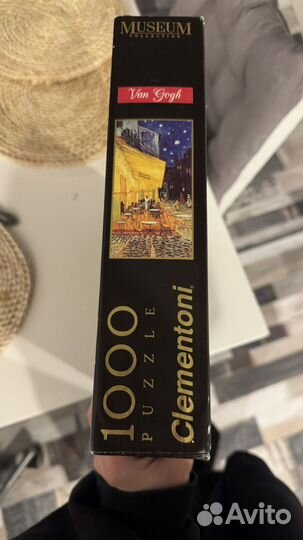 MUSEUM
COLLECTION
Van Gogh
1000
PUZZLE
Clementoni
Avito